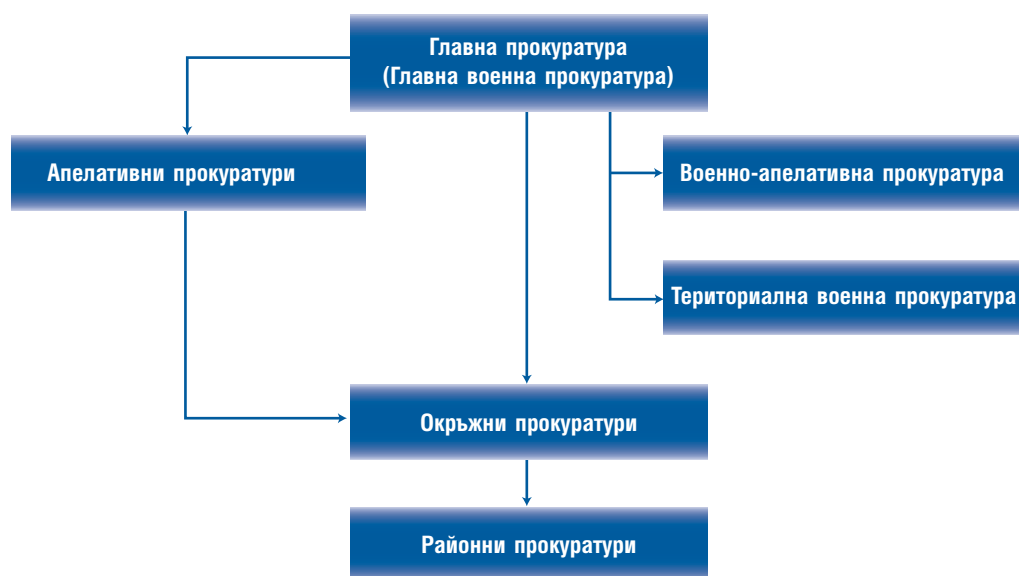 Главна прокуратура
(Главна военна прокуратура)
Апелативни прокуратури
Военно-апелативна прокуратура
Териториална военна прокуратура
Окръжни прокуратури
Районни прокуратури